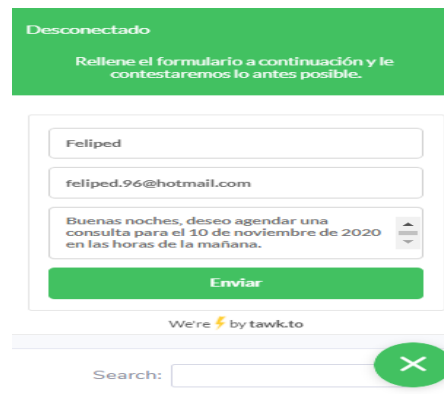 Desconectado
Rellene el formulario a continuación y le
contestaremos lo antes posible.
Feliped
feliped.96@hotmail.com
Buenas noches, deseo agendar una
consulta para el 10 de noviembre de 2020
en las horas de la mañana.
Enviar
We're ⚡ by tawk.to
Search: